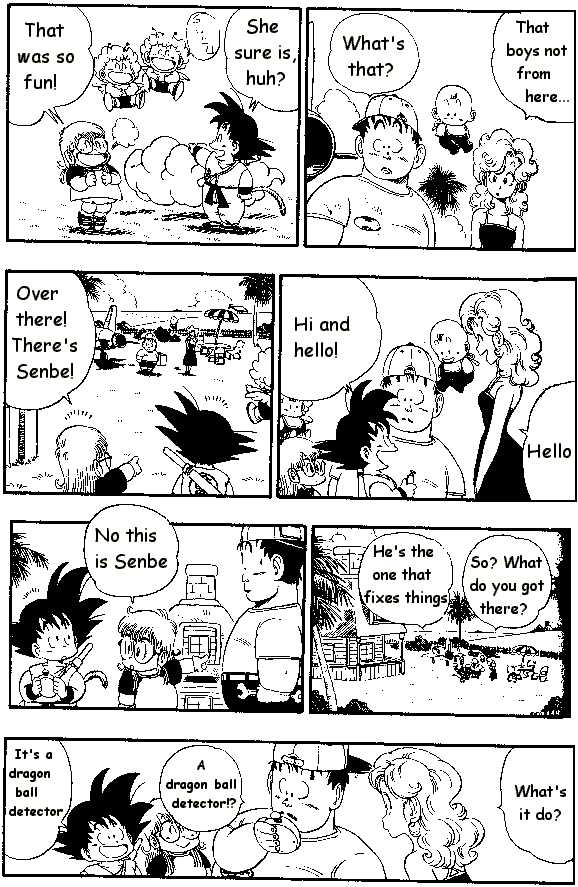 That
was so
fun!
She
sure is,
huh?
What's
that?
That
boys not
from
here...
Over
there!
There's
Senbe!
Hi and
hello!
Hello
No this
is Senbe
He's the
one that
fixes things
So? What
do you got
there?
It's a
dragon
ball
detector
A
dragon ball
detector!?
What's
it do?